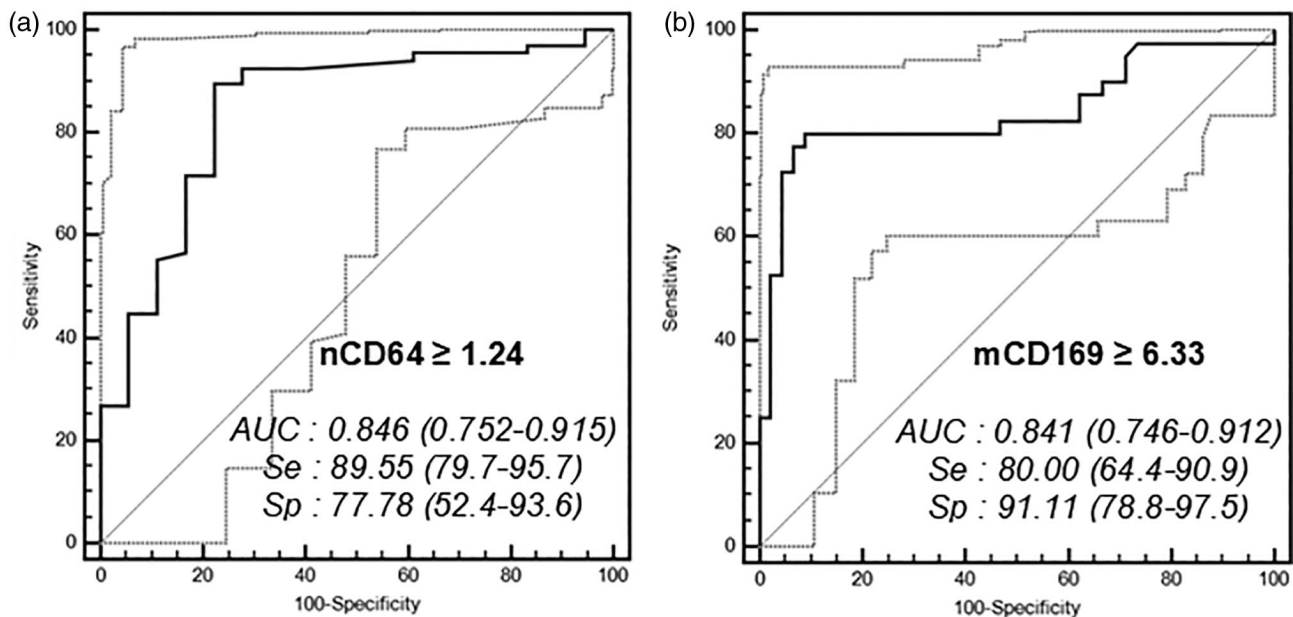 (a)
100
80
60
40
20
0
Sensitivity
nCD64 ≥ 1.24
AUC : 0.846 (0.752-0.915)
Se : 89.55 (79.7-95.7)
Sp : 77.78 (52.4-93.6)
0 20 40 60 80 100
100-Specificity
(b)
100
80
60
40
20
0
Sensitivity
mCD169 ≥ 6.33
AUC : 0.841 (0.746-0.912)
Se : 80.00 (64.4-90.9)
Sp : 91.11 (78.8-97.5)
0 20 40 60 80 100
100-Specificity